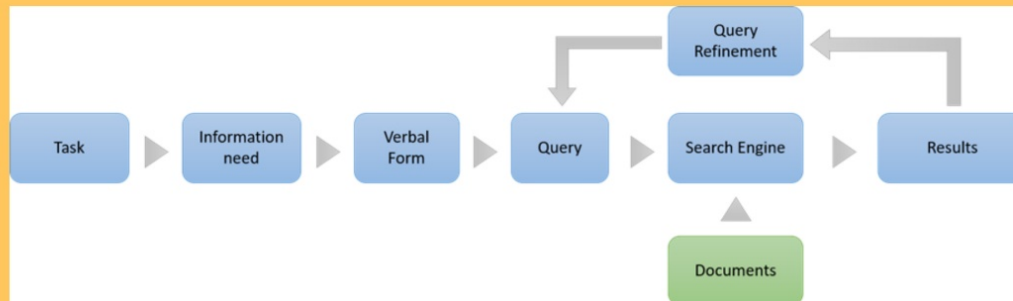 Query
Refinement
Task
Information
need
Verbal
Form
Query
Search Engine
Results
Documents